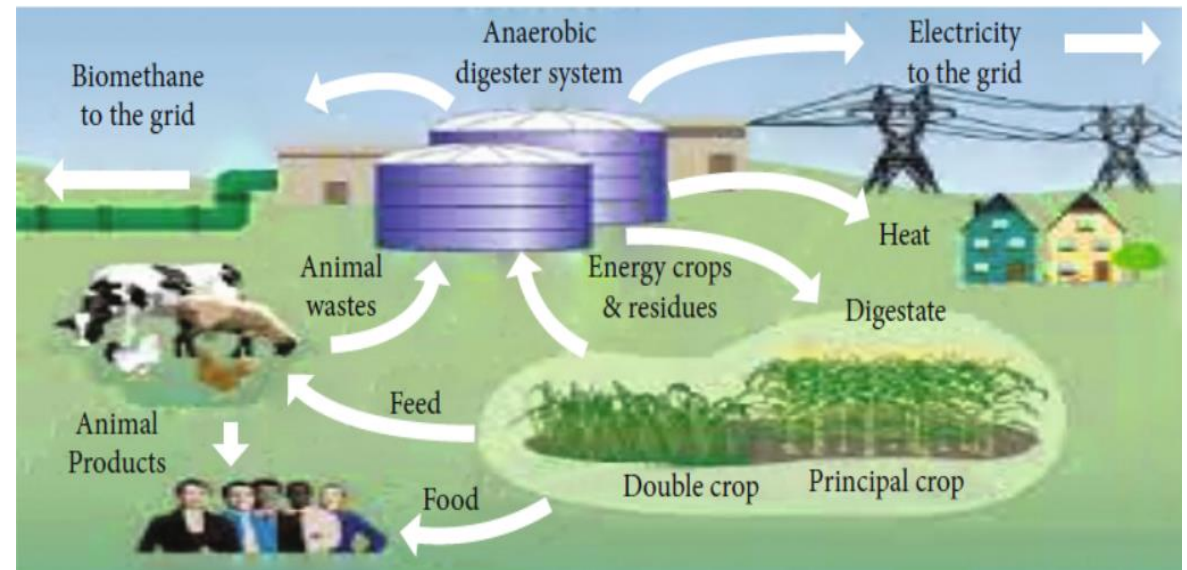 Anaerobic
digester system
Electricity
to the grid
Biomethane
to the grid
Heat
Animal
wastes
Energy crops
& residues
Digestate
Feed
Animal
Products
Double crop
Principal crop
Food